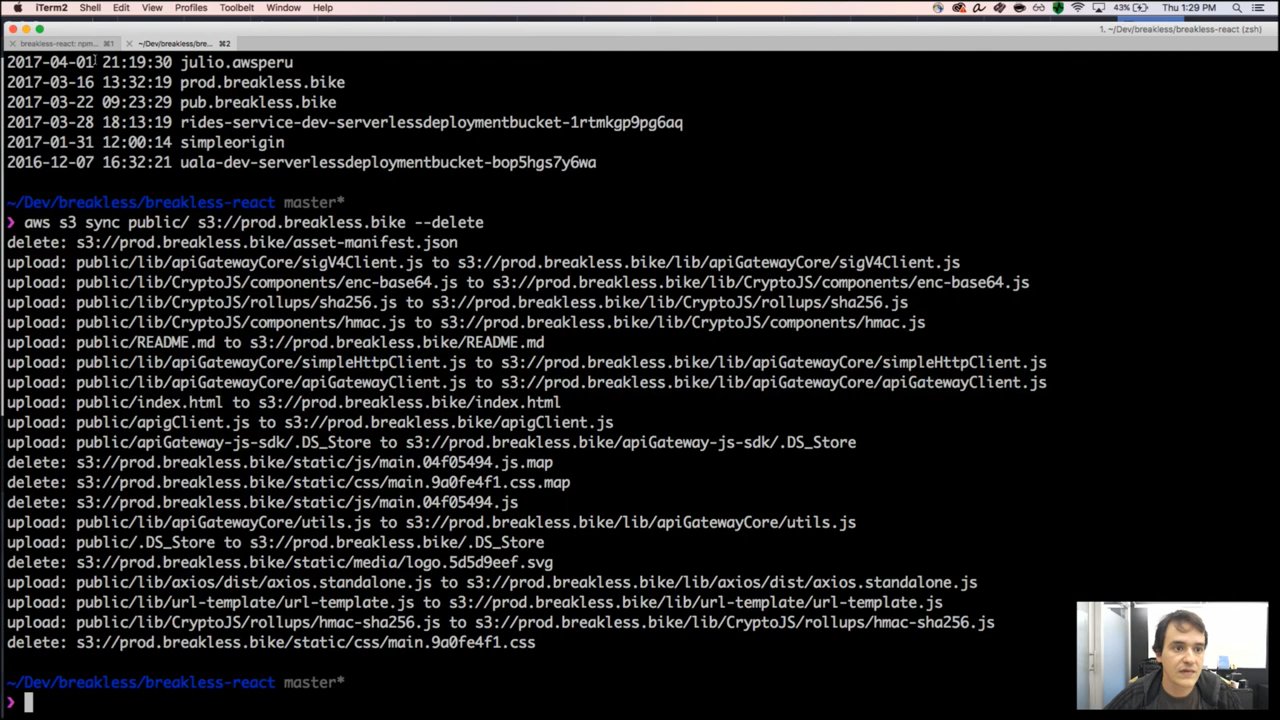 iTerm2 Shell Edit View Profiles Toolbelt Window Help 43% Thu 1:29 PM
1. ~/Dev/breakless/breakless-react (zsh)
breakless-react: npm... ⌘1 ~/Dev/breakless/bre... ⌘2
2017-04-01 21:19:30 julio.awsperu
2017-03-16 13:32:19 prod.breakless.bike
2017-03-22 09:23:29 pub.breakless.bike
2017-03-28 18:13:19 rides-service-dev-serverlessdeploymentbucket-1rtmkgp9pg6aq
2017-01-31 12:00:14 simpleorigin
2016-12-07 16:32:21 uala-dev-serverlessdeploymentbucket-bop5hgs7y6wa
~/Dev/breakless/breakless-react master*
❯ aws s3 sync public/ s3://prod.breakless.bike --delete
delete: s3://prod.breakless.bike/asset-manifest.json
upload: public/lib/apiGatewayCore/sigV4Client.js to s3://prod.breakless.bike/lib/apiGatewayCore/sigV4Client.js
upload: public/lib/CryptoJS/components/enc-base64.js to s3://prod.breakless.bike/lib/CryptoJS/components/enc-base64.js
upload: public/lib/CryptoJS/rollups/sha256.js to s3://prod.breakless.bike/lib/CryptoJS/rollups/sha256.js
upload: public/lib/CryptoJS/components/hmac.js to s3://prod.breakless.bike/lib/CryptoJS/components/hmac.js
upload: public/README.md to s3://prod.breakless.bike/README.md
upload: public/lib/apiGatewayCore/simpleHttpClient.js to s3://prod.breakless.bike/lib/apiGatewayCore/simpleHttpClient.js
upload: public/lib/apiGatewayCore/apiGatewayClient.js to s3://prod.breakless.bike/lib/apiGatewayCore/apiGatewayClient.js
upload: public/index.html to s3://prod.breakless.bike/index.html
upload: public/apigClient.js to s3://prod.breakless.bike/apigClient.js
upload: public/apiGateway-js-sdk/.DS_Store to s3://prod.breakless.bike/apiGateway-js-sdk/.DS_Store
delete: s3://prod.breakless.bike/static/js/main.04f05494.js.map
delete: s3://prod.breakless.bike/static/css/main.9a0fe4f1.css.map
delete: s3://prod.breakless.bike/static/js/main.04f05494.js
upload: public/lib/apiGatewayCore/utils.js to s3://prod.breakless.bike/lib/apiGatewayCore/utils.js
upload: public/.DS_Store to s3://prod.breakless.bike/.DS_Store
delete: s3://prod.breakless.bike/static/media/logo.5d5d9eef.svg
upload: public/lib/axios/dist/axios.standalone.js to s3://prod.breakless.bike/lib/axios/dist/axios.standalone.js
upload: public/lib/url-template/url-template.js to s3://prod.breakless.bike/lib/url-template/url-template.js
upload: public/lib/CryptoJS/rollups/hmac-sha256.js to s3://prod.breakless.bike/lib/CryptoJS/rollups/hmac-sha256.js
delete: s3://prod.breakless.bike/static/css/main.9a0fe4f1.css
~/Dev/breakless/breakless-react master*
❯